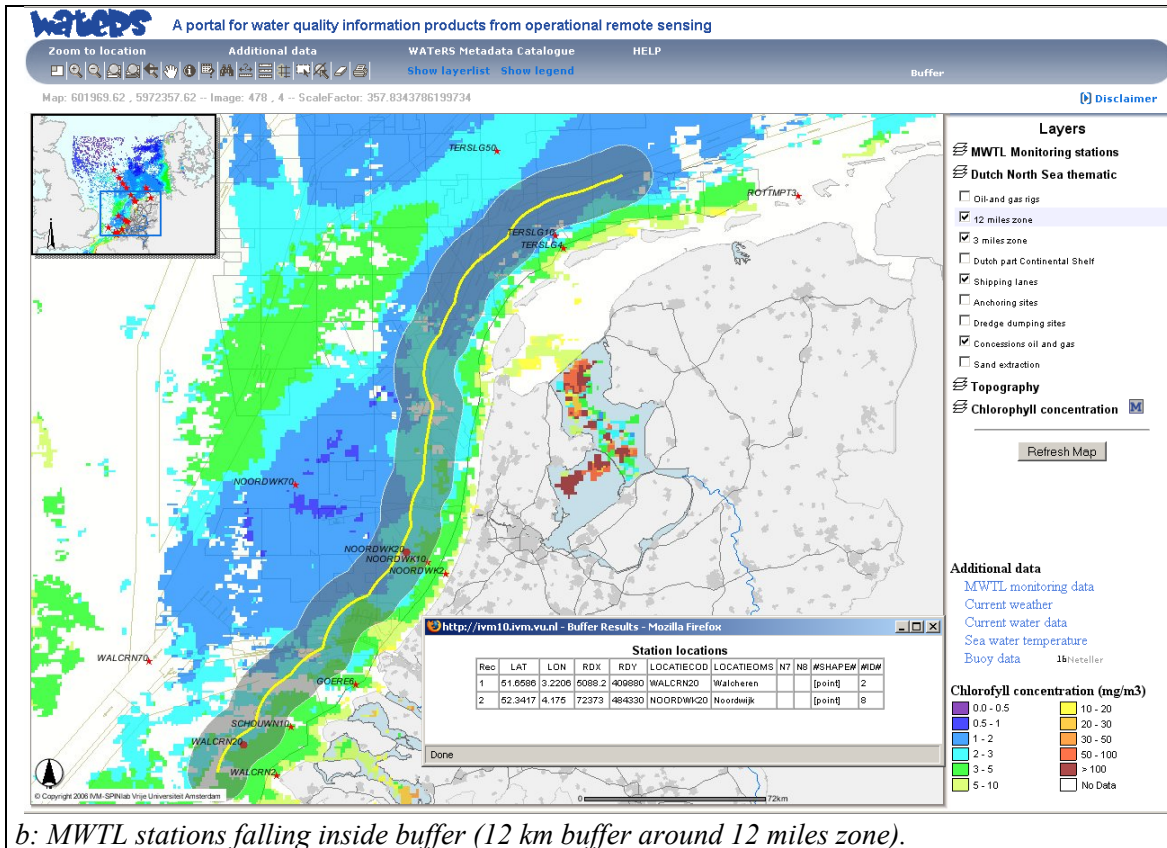 waters A portal for water quality information products from operational remote sensing
Zoom to location Additional data WATeRS Metadata Catalogue HELP
Show layerlist Show legend Buffer
Map: 601969.62 , 5972357.62 -- Image: 478 , 4 -- ScaleFactor: 357.8343786199734
Disclaimer
TERSLG50
ROTTMPT3
TERSLG10
TERSLG4
NOORDWK70
NOORDWK20
NOORDWK10
NOORDWK2
WALCRN70
GOERE6
SCHOUWN10
WALCRN20
WALCRN2
© Copyright 2006 IVM-SPINlab Vrije Universiteit Amsterdam
0 72km
http://ivm10.ivm.vu.nl - Buffer Results - Mozilla Firefox
Station locations
Rec LAT LON RDX RDY LOCATIECOD LOCATIEOMS N7 N8 #SHAPE# #ID#
1 51.6586 3.2206 5088.2 409880 WALCRN20 Walcheren [point] 2
2 52.3417 4.175 72373 484330 NOORDWK20 Noordwijk [point] 8
Done
Layers
MWTL Monitoring stations
Dutch North Sea thematic
Oil-and gas rigs
12 miles zone
3 miles zone
Dutch part Continental Shelf
Shipping lanes
Anchoring sites
Dredge dumping sites
Concessions oil and gas
Sand extraction
Topography
Chlorophyll concentration M
Refresh Map
Additional data
MWTL monitoring data
Current weather
Current water data
Sea water temperature
Buoy data Neteller
Chlorofyll concentration (mg/m3)
0.0 - 0.5 10 - 20
0.5 - 1 20 - 30
1 - 2 30 - 50
2 - 3 50 - 100
3 - 5 > 100
5 - 10 No Data
b: MWTL stations falling inside buffer (12 km buffer around 12 miles zone).